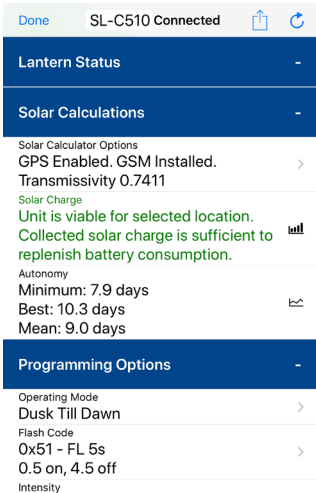 Done SL-C510 Connected
Lantern Status -
Solar Calculations -
Solar Calculator Options
GPS Enabled. GSM Installed.
Transmissivity 0.7411
Solar Charge
Unit is viable for selected location.
Collected solar charge is sufficient to
replenish battery consumption.
Autonomy
Minimum: 7.9 days
Best: 10.3 days
Mean: 9.0 days
Programming Options -
Operating Mode
Dusk Till Dawn
Flash Code
0x51 - FL 5s
0.5 on, 4.5 off
Intensity